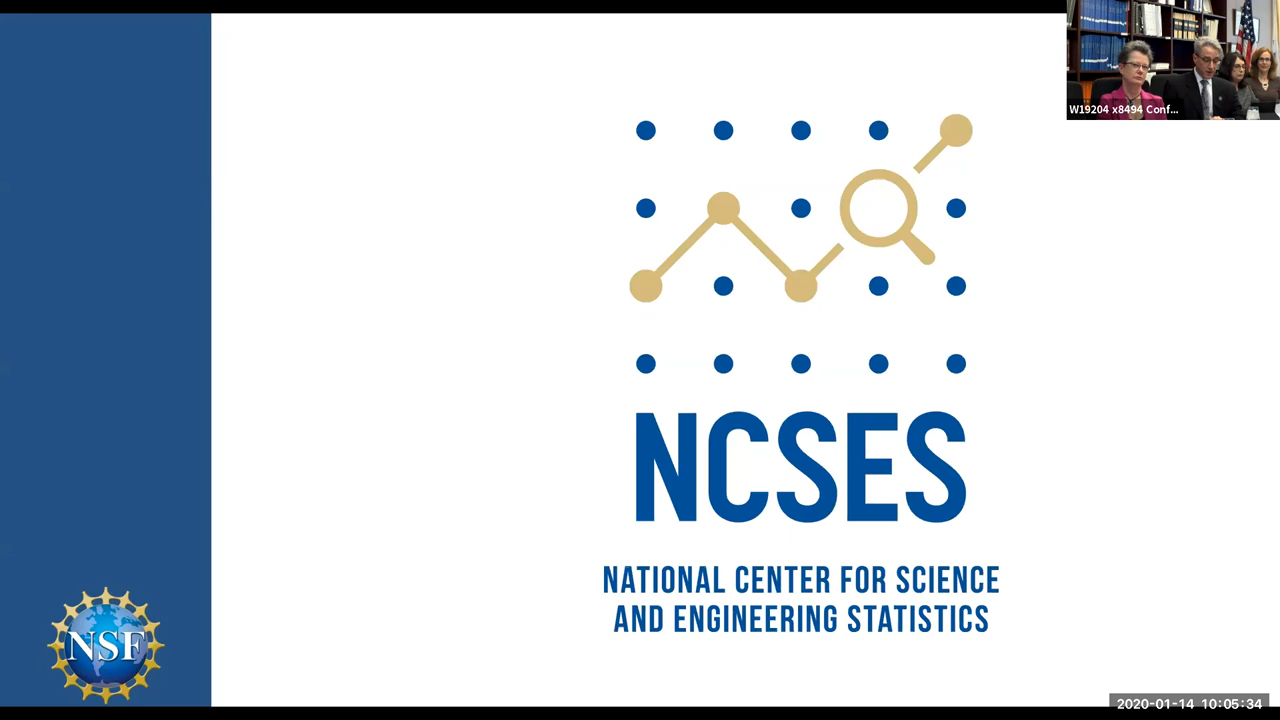 W19204 x8494 Conf...
NCSES
NATIONAL CENTER FOR SCIENCE
AND ENGINEERING STATISTICS
NSF
2020-01-14 10:05:34